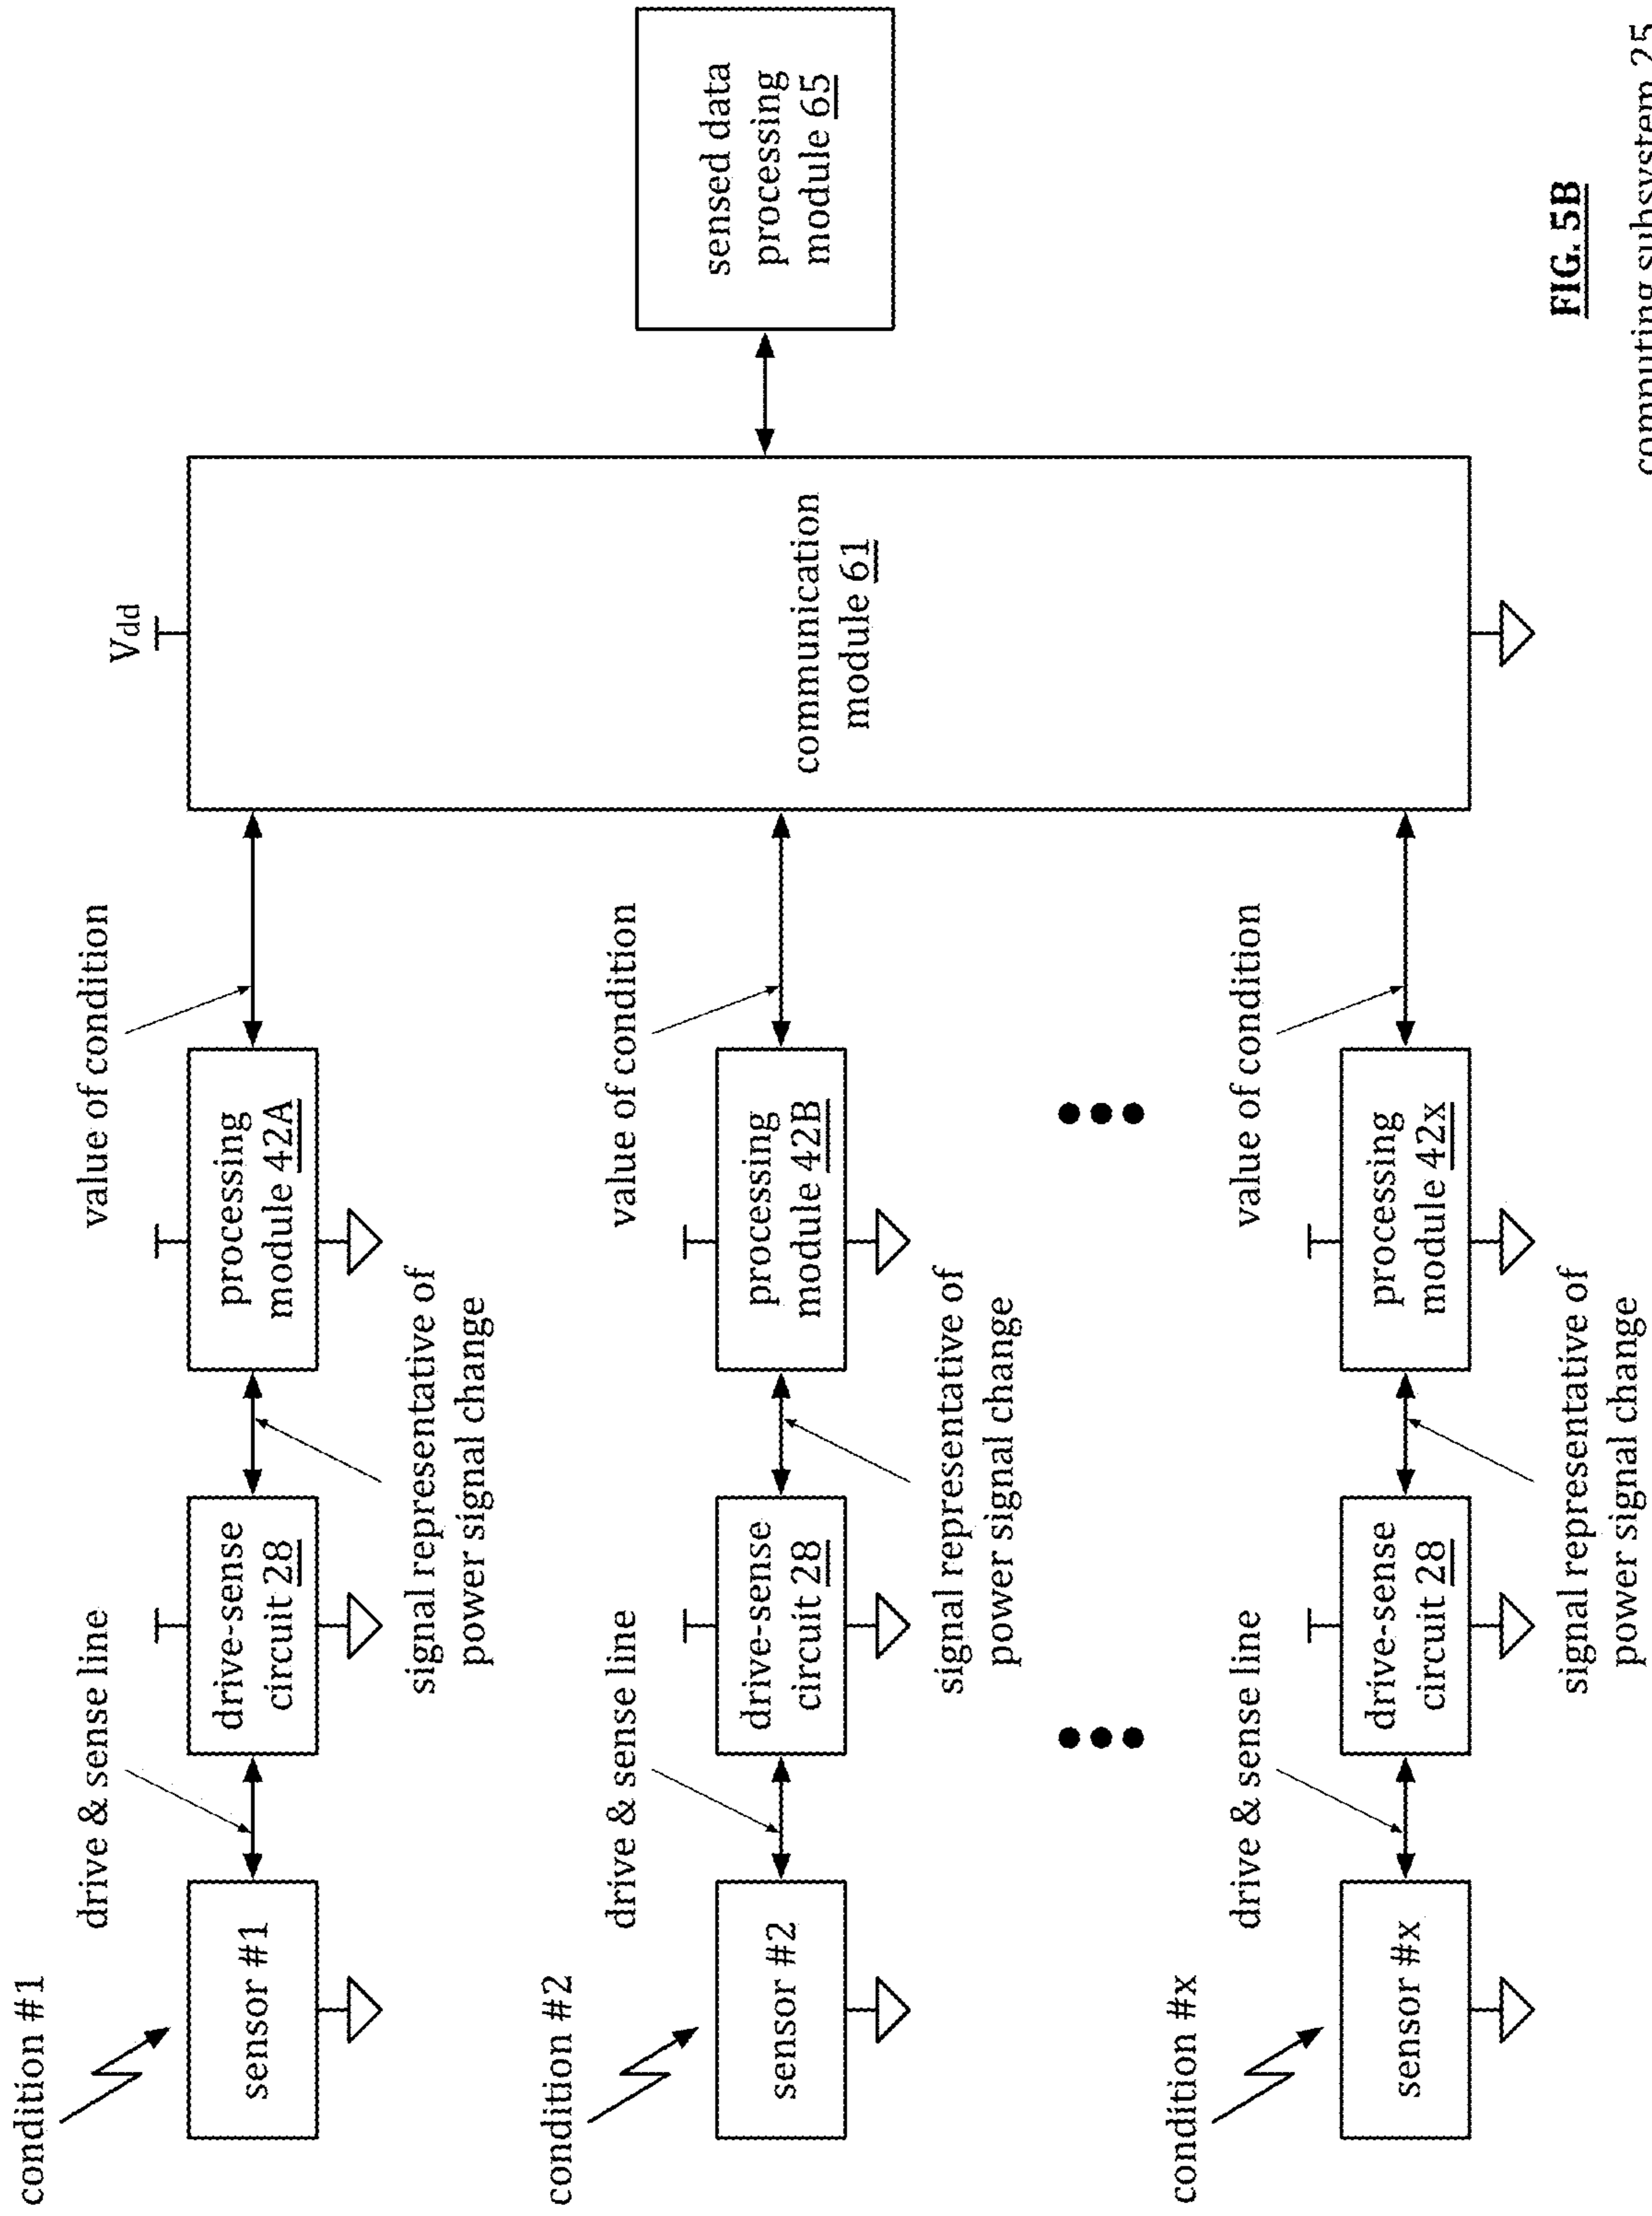 condition #1
drive & sense line
value of condition
Vdd
sensor #1
drive-sense
circuit 28
processing
module 42A
signal representative of
power signal change
condition #2
drive & sense line
value of condition
sensor #2
drive-sense
circuit 28
processing
module 42B
signal representative of
power signal change
communication
module 61
sensed data
processing
module 65
condition #x
drive & sense line
value of condition
sensor #x
drive-sense
circuit 28
processing
module 42x
signal representative of
power signal change
FIG. 5B
computing subsystem 25